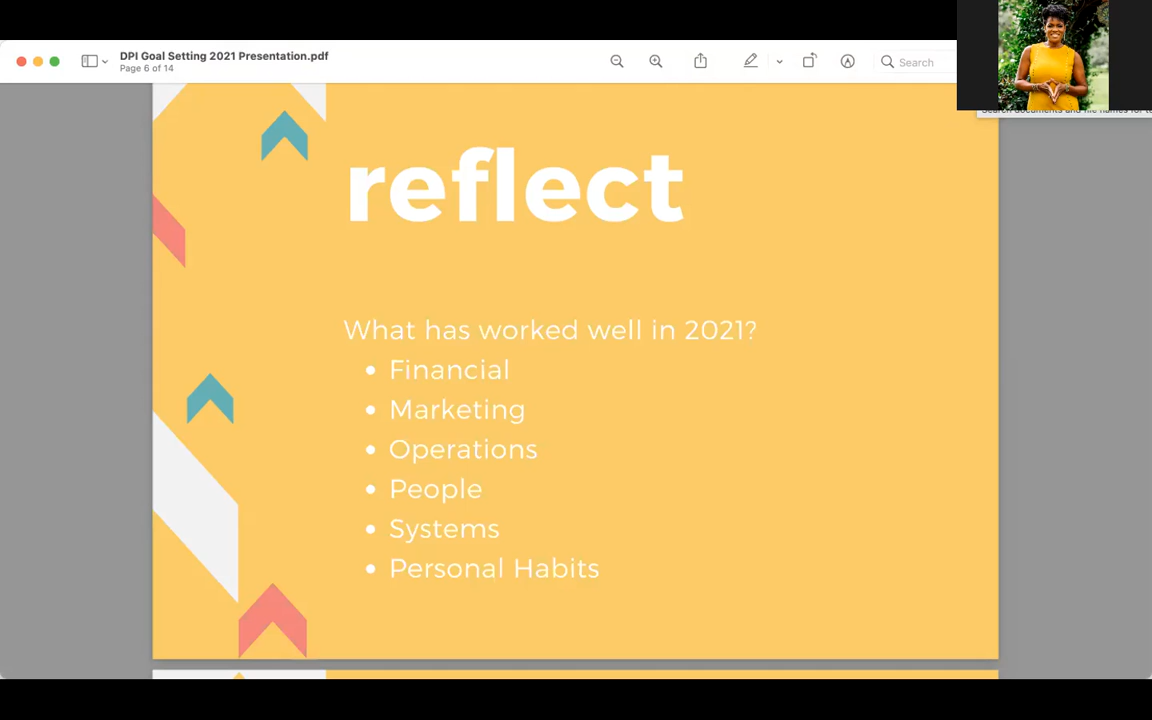 DPI Goal Setting 2021 Presentation.pdf
Page 6 of 14
Search
reflect
What has worked well in 2021?
• Financial
• Marketing
• Operations
• People
• Systems
• Personal Habits